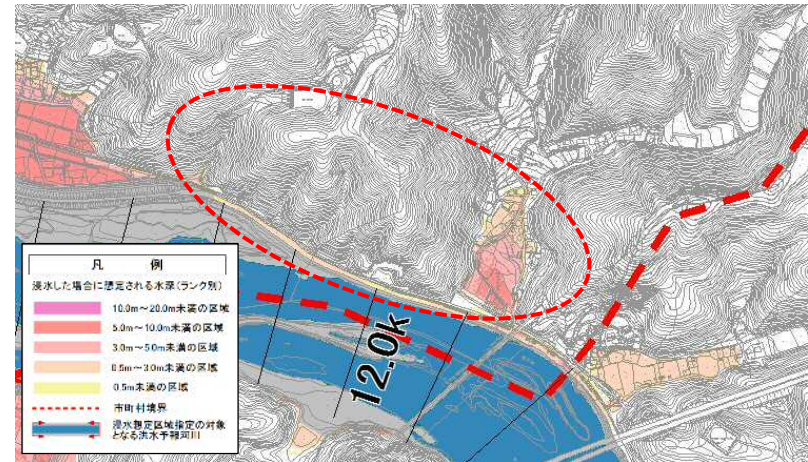 12.0k
凡 例
浸水した場合に想定される水深(ランク別)
10.0m～20.0m未満の区域
5.0m～10.0m未満の区域
3.0m～5.0m未満の区域
0.5m～3.0m未満の区域
0.5m未満の区域
市町村境界
浸水想定区域指定の対象
となる洪水予報河川